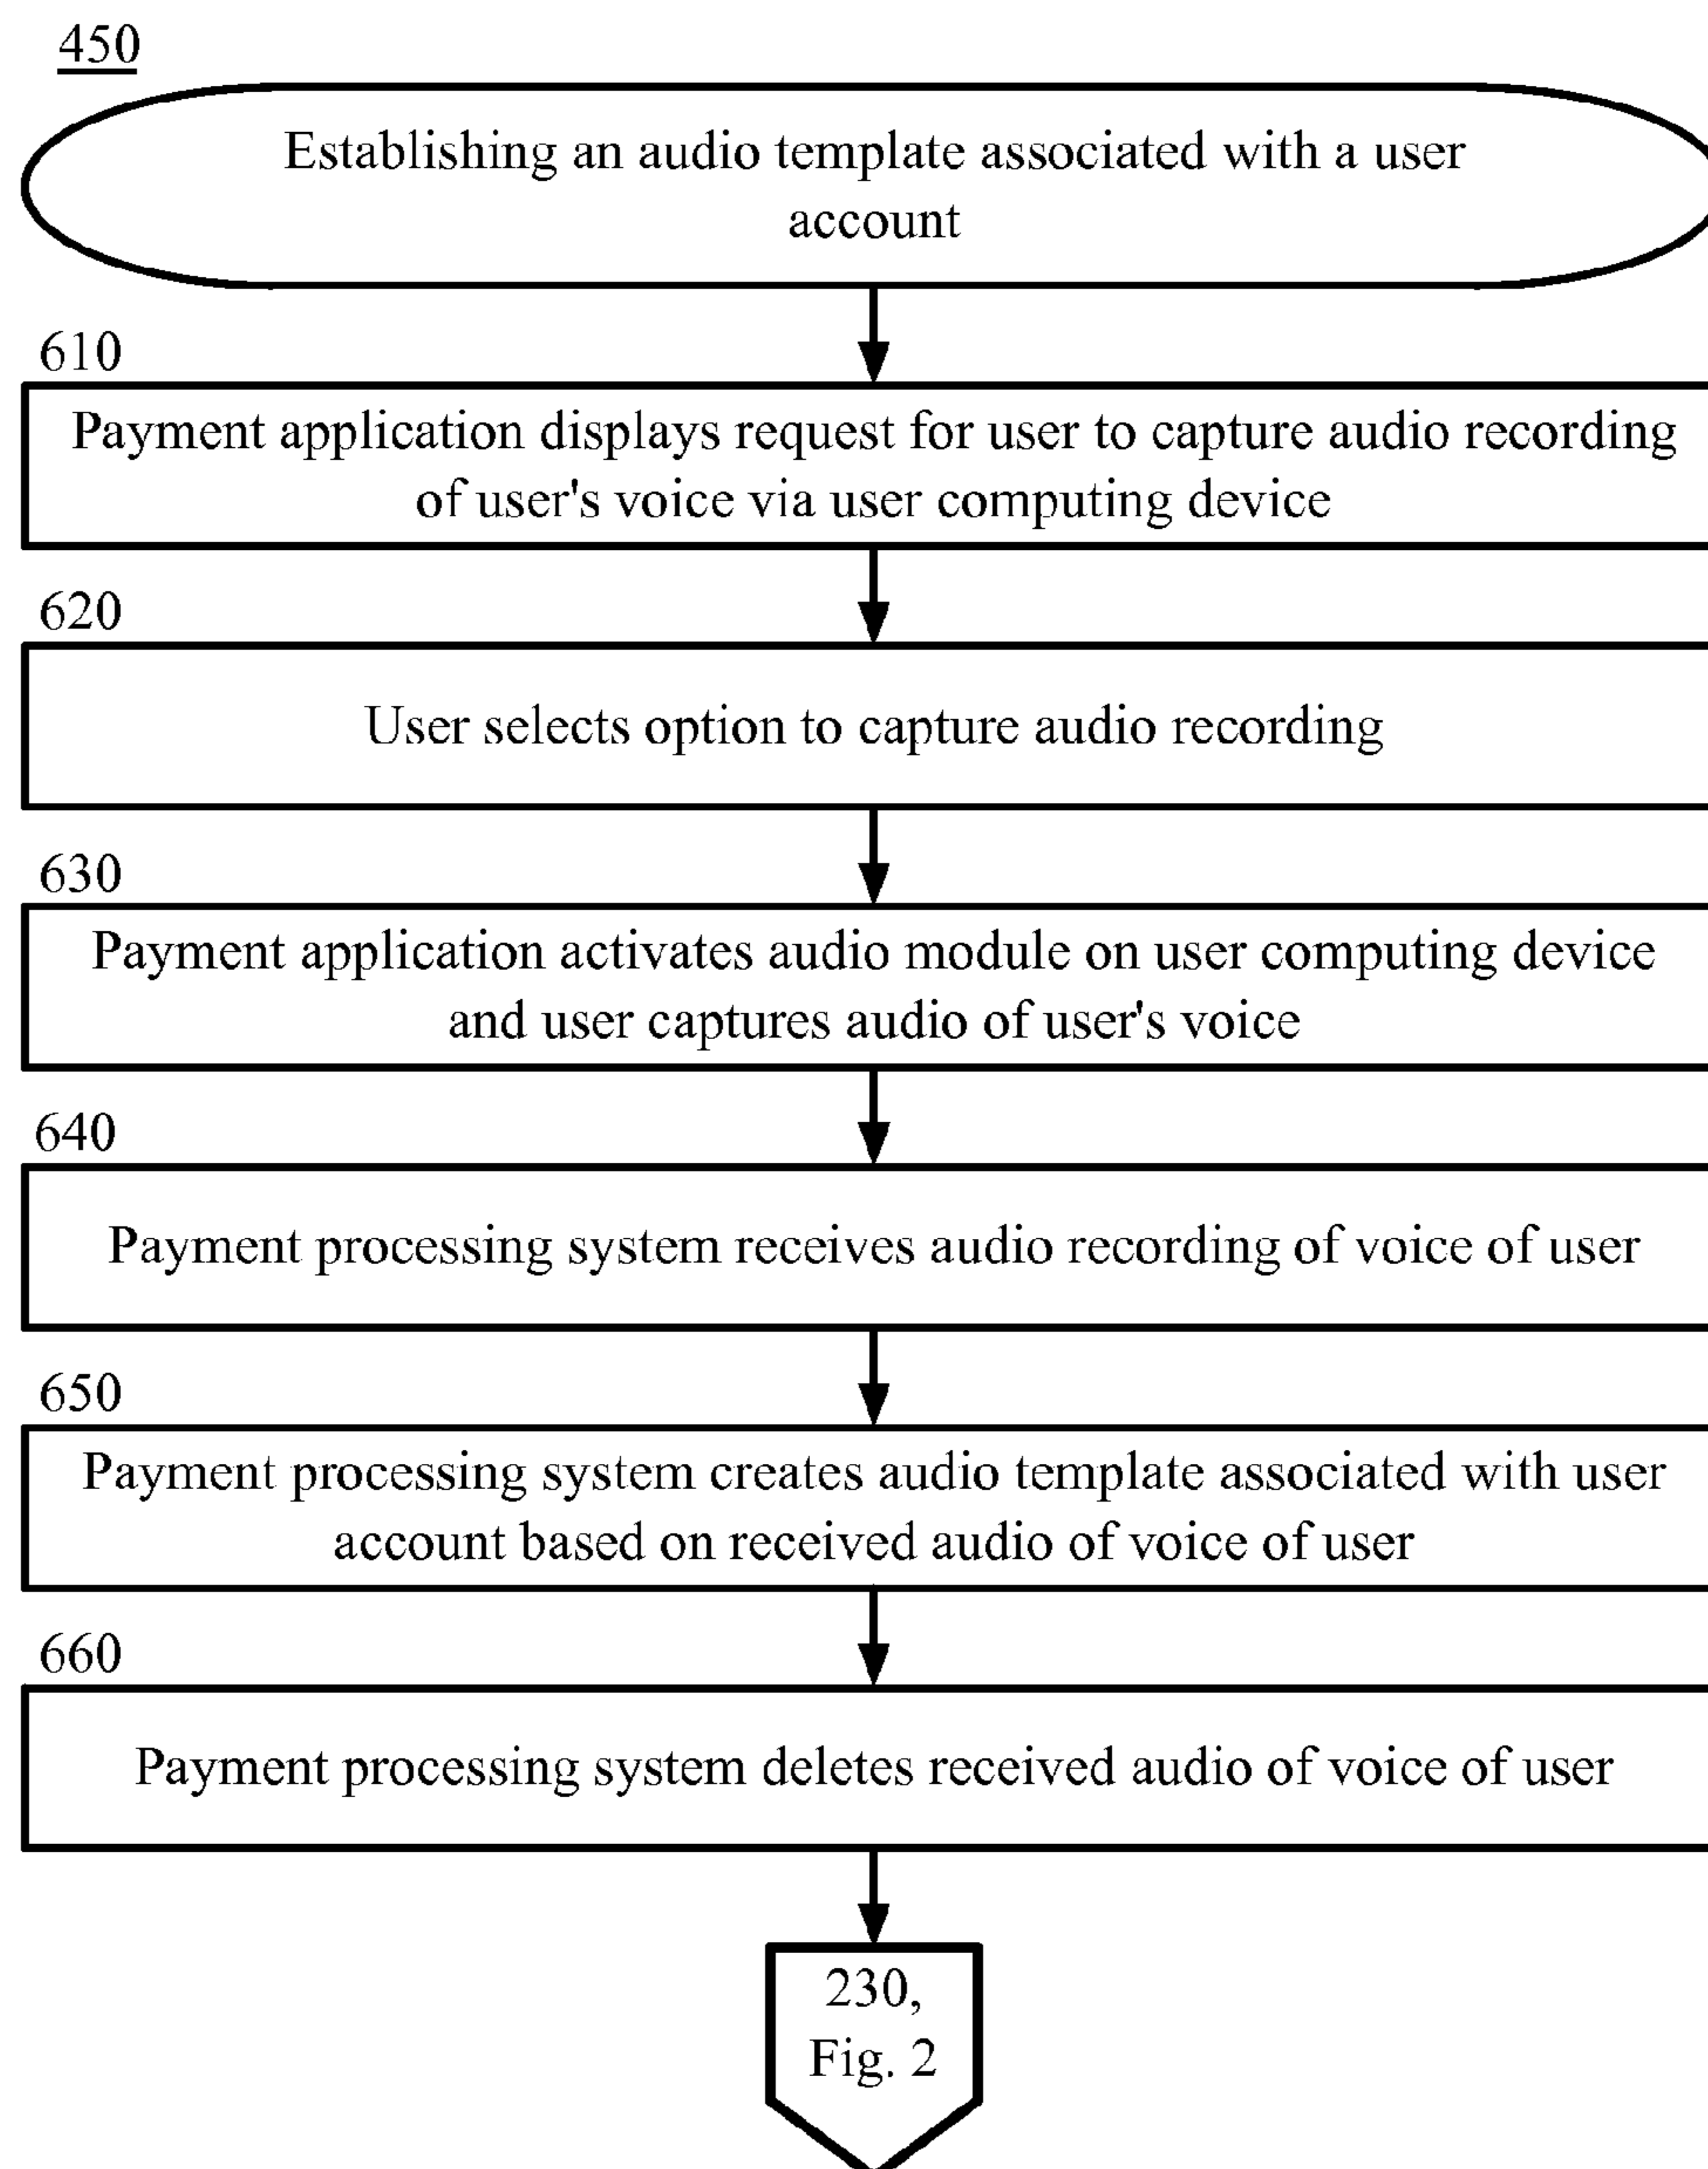 450
Establishing an audio template associated with a user
account
610
Payment application displays request for user to capture audio recording
of user's voice via user computing device
620
User selects option to capture audio recording
630
Payment application activates audio module on user computing device
and user captures audio of user's voice
640
Payment processing system receives audio recording of voice of user
650
Payment processing system creates audio template associated with user
account based on received audio of voice of user
660
Payment processing system deletes received audio of voice of user
230,
Fig. 2